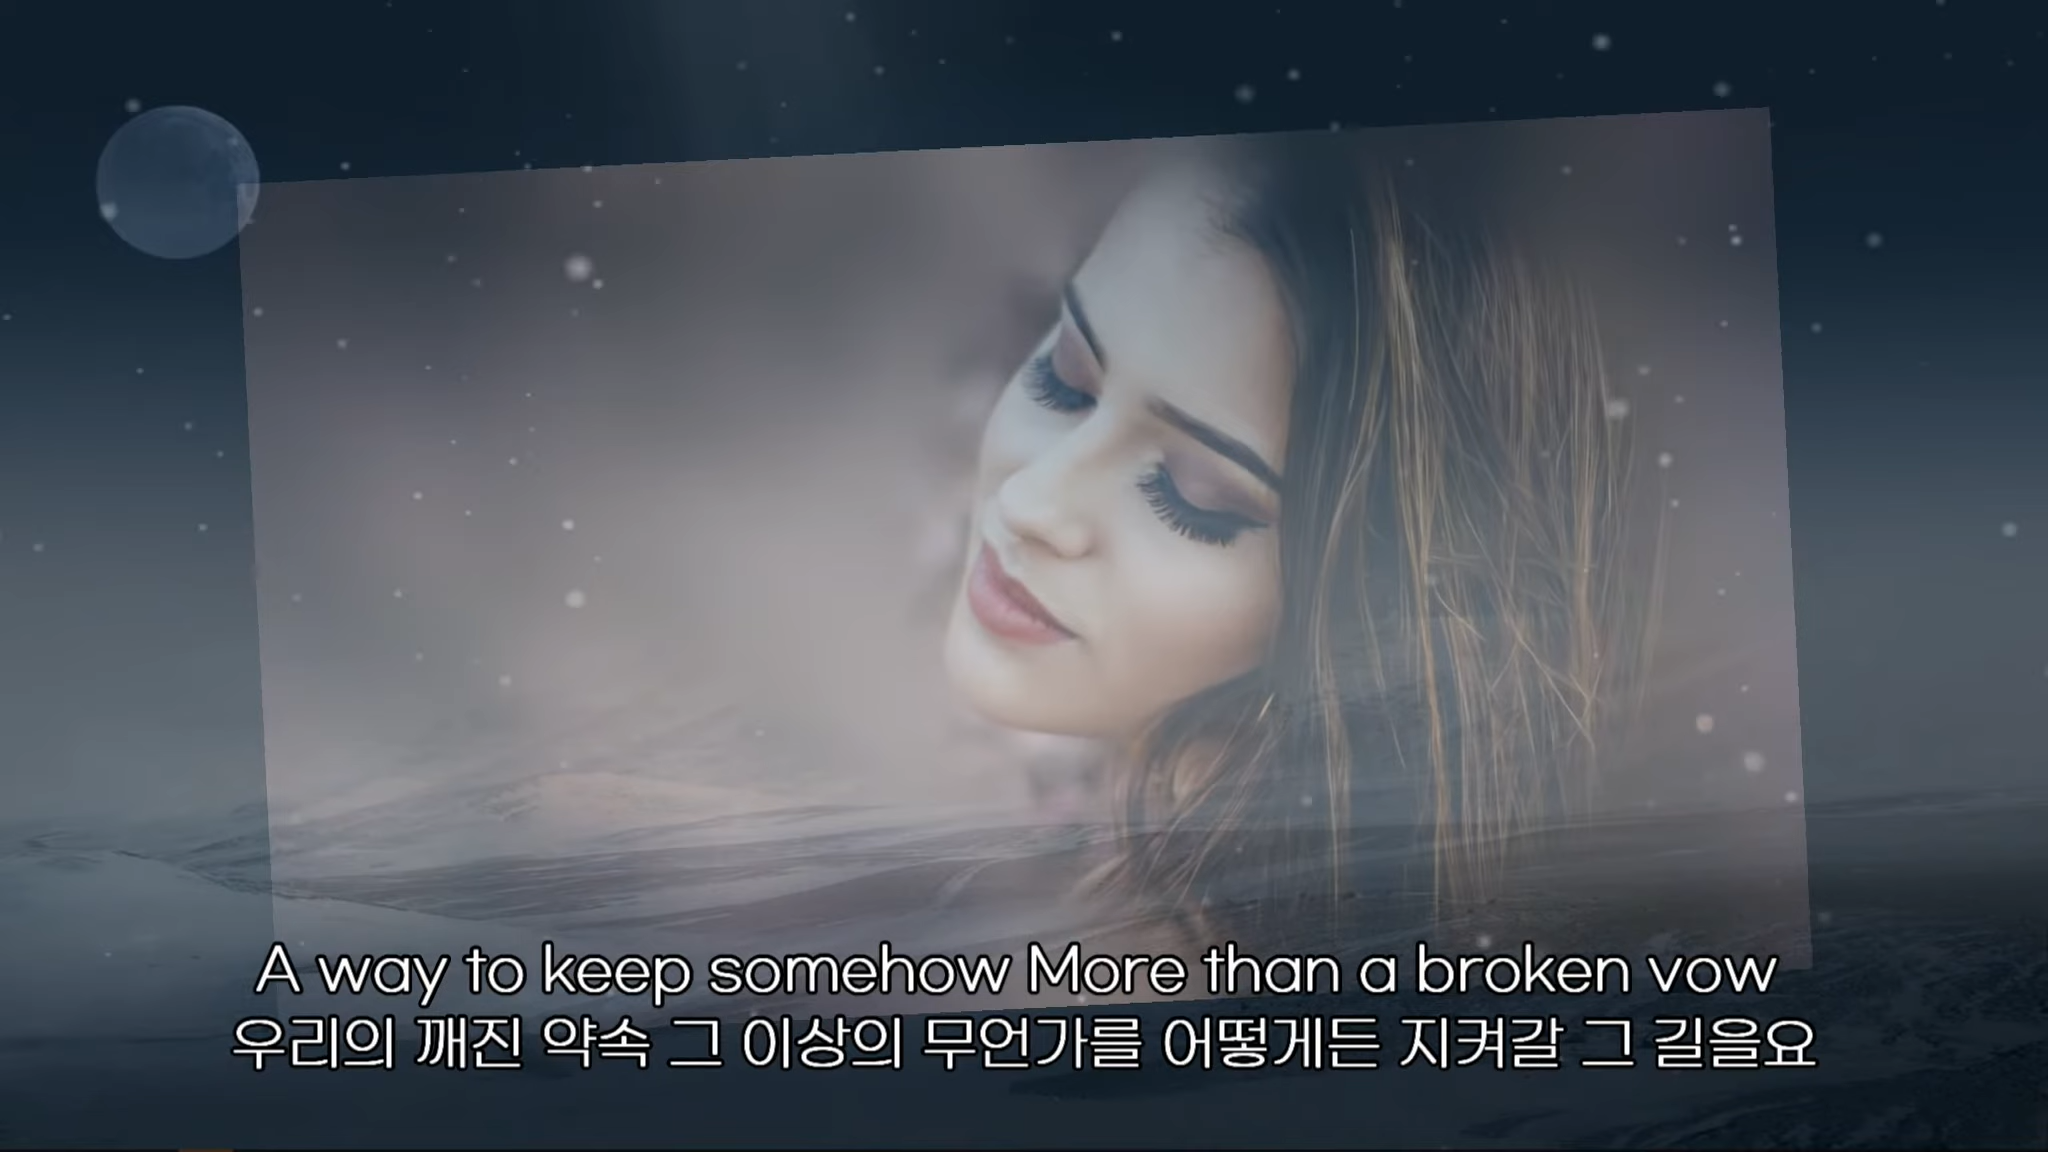 A way to keep somehow More than a broken vow
우리의 깨진 약속 그 이상의 무언가를 어떻게든 지켜갈 그 길을요